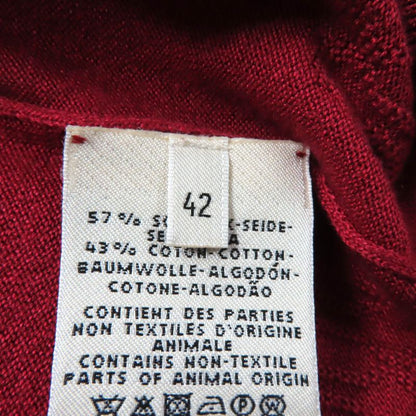 42
57% SEIDE-
43% COTON-COTTON-
BAUMWOLLE-ALGODÓN-
COTONE-ALGODÃO
CONTIENT DES PARTIES
NON TEXTILES D'ORIGINE
ANIMALE
CONTAINS NON-TEXTILE
PARTS OF ANIMAL ORIGIN